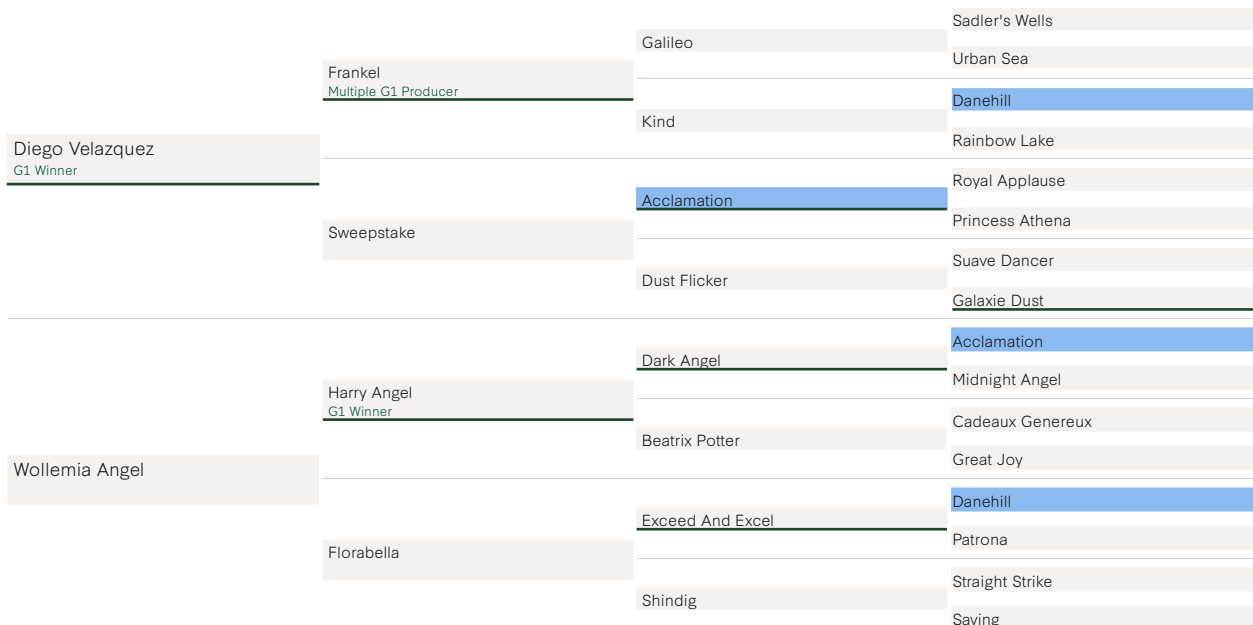 Diego Velazquez
G1 Winner
Wollemia Angel
Frankel
Multiple G1 Producer
Sweepstake
Harry Angel
G1 Winner
Florabella
Galileo
Kind
Acclamation
Dust Flicker
Dark Angel
Beatrix Potter
Exceed And Excel
Shindig
Sadler's Wells
Urban Sea
Danehill
Rainbow Lake
Royal Applause
Princess Athena
Suave Dancer
Galaxie Dust
Acclamation
Midnight Angel
Cadeaux Genereux
Great Joy
Danehill
Patrona
Straight Strike
Saving